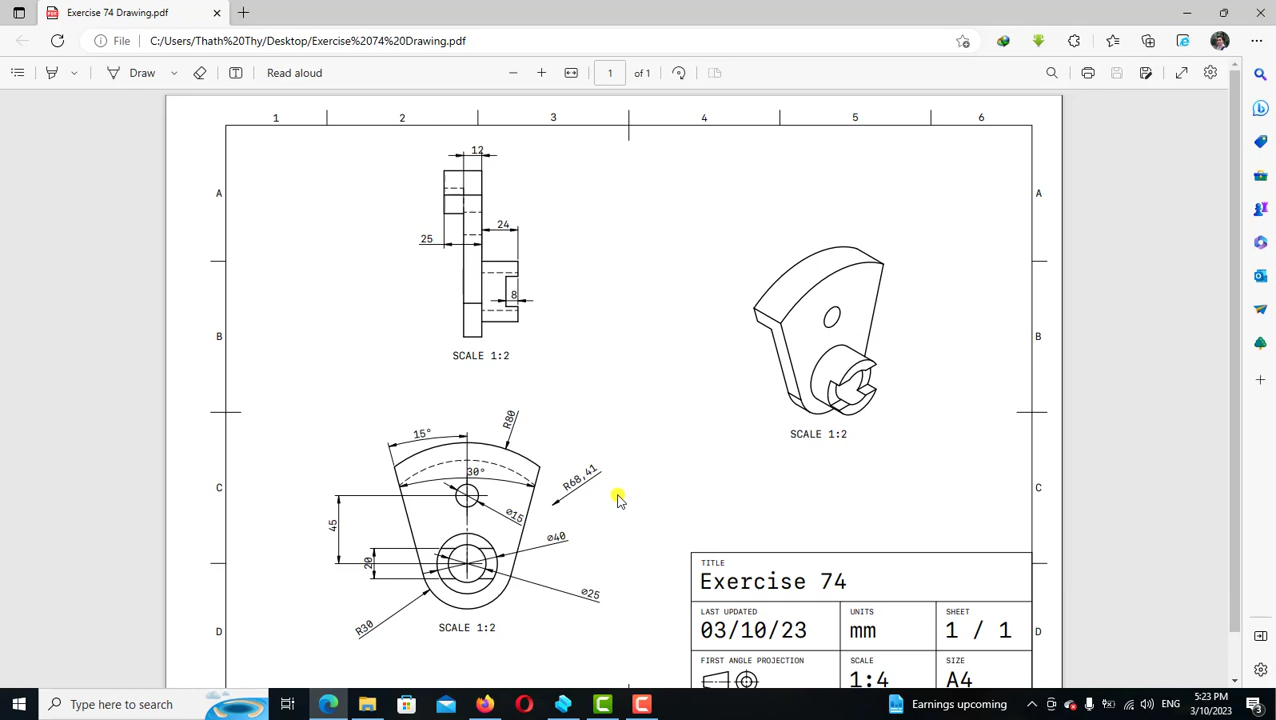 Exercise 74 Drawing.pdf
File
C:/Users/Thath%20Thy/Desktop/Exercise%2074%20Drawing.pdf
Draw
Read aloud
1
of 1
1
2
3
4
5
6
A
A
B
B
C
C
D
D
12
24
25
8
SCALE 1:2
SCALE 1:2
R80
15°
30°
R68,41
⌀15
45
⌀40
20
⌀25
R30
SCALE 1:2
TITLE
Exercise 74
LAST UPDATED
UNITS
SHEET
03/10/23
mm
1 / 1
FIRST ANGLE PROJECTION
SCALE
SIZE
1:4
A4
Type here to search
Earnings upcoming
ENG
5:23 PM
3/10/2023
3